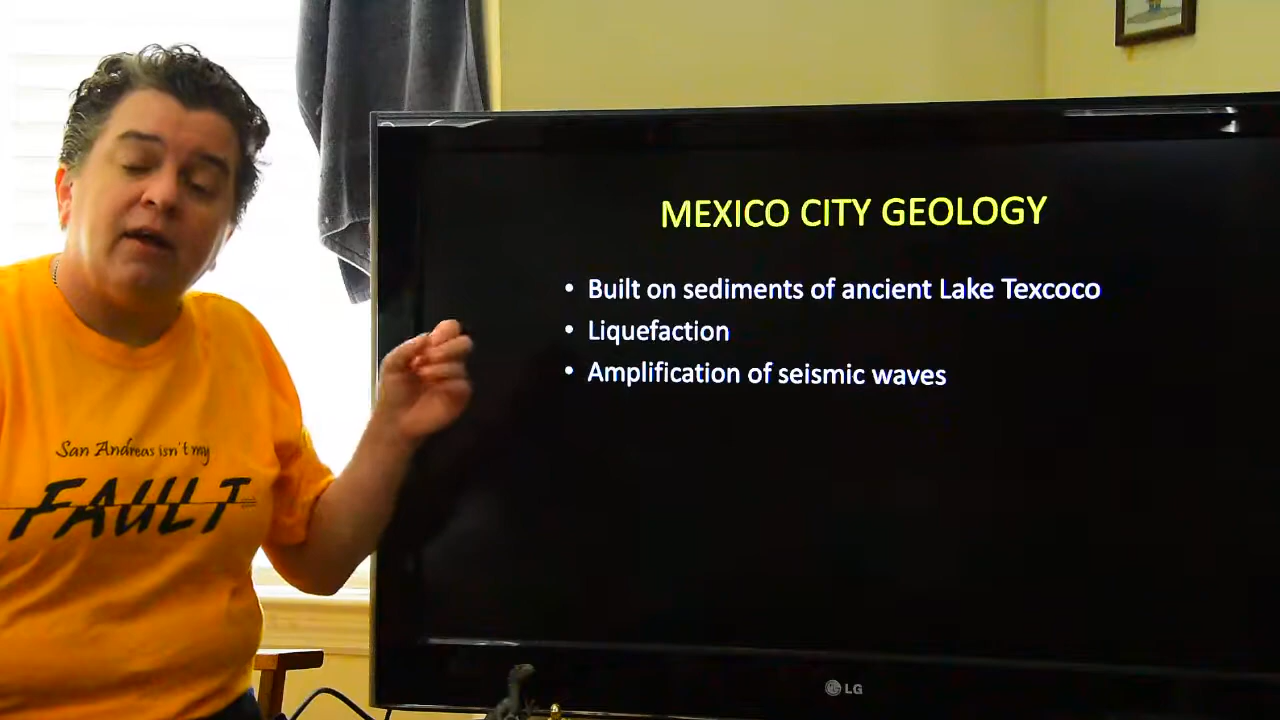 MEXICO CITY GEOLOGY
• Built on sediments of ancient Lake Texcoco
• Liquefaction
• Amplification of seismic waves
San Andreas isn't my
FAULT
LG